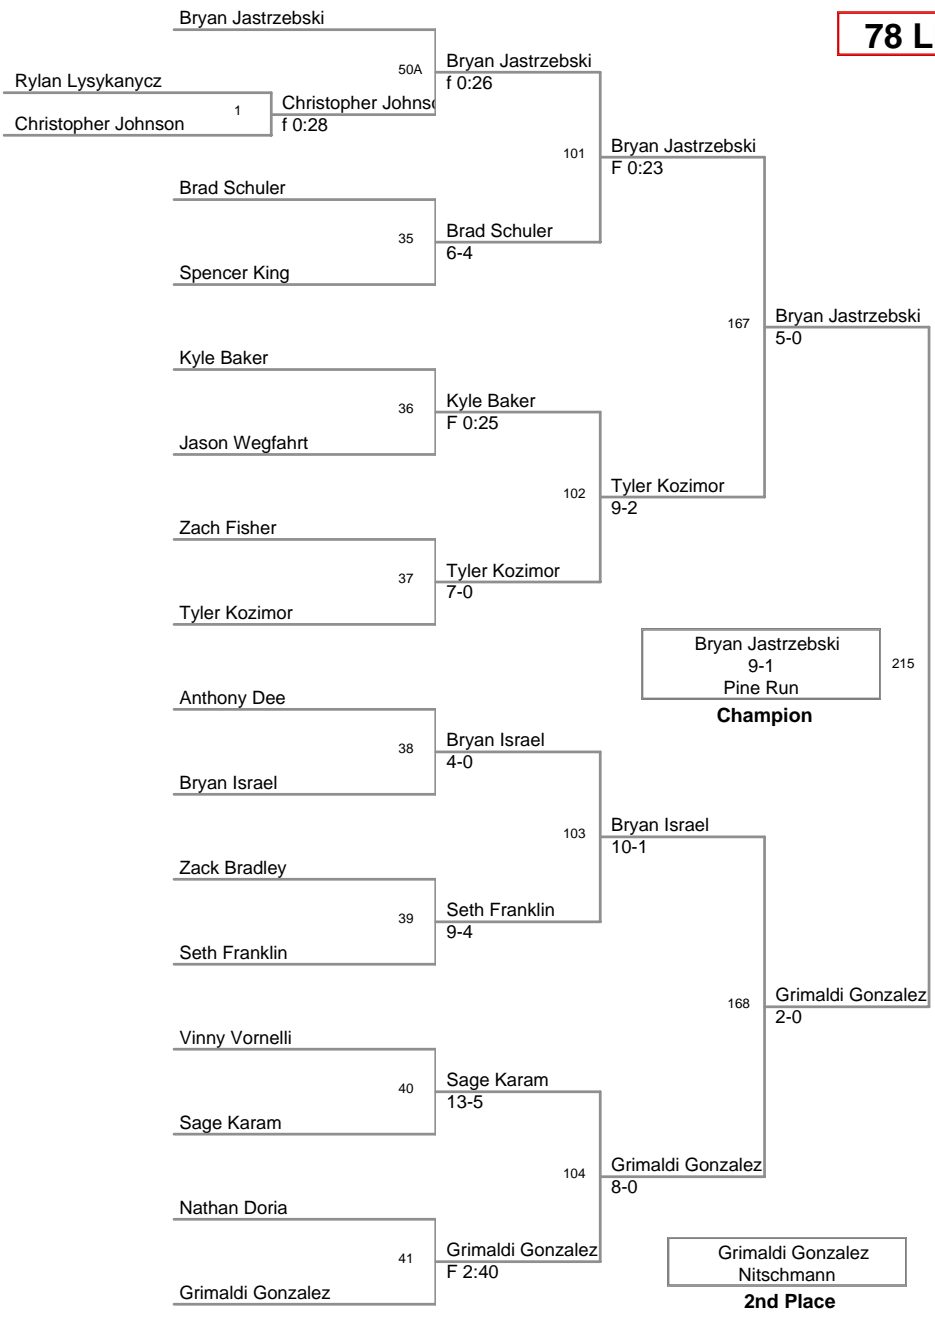 Bryan Jastrzebski
78 L
50A
Bryan Jastrzebski
f 0:26
Rylan Lysykanycz
1
Christopher Johnso
f 0:28
Christopher Johnson
101
Bryan Jastrzebski
F 0:23
Brad Schuler
35
Brad Schuler
6-4
Spencer King
167
Bryan Jastrzebski
5-0
Kyle Baker
36
Kyle Baker
F 0:25
Jason Wegfahrt
102
Tyler Kozimor
9-2
Zach Fisher
37
Tyler Kozimor
7-0
Tyler Kozimor
Bryan Jastrzebski
9-1
Pine Run
215
Champion
Anthony Dee
38
Bryan Israel
4-0
Bryan Israel
103
Bryan Israel
10-1
Zack Bradley
39
Seth Franklin
9-4
Seth Franklin
168
Grimaldi Gonzalez
2-0
Vinny Vornelli
40
Sage Karam
13-5
Sage Karam
104
Grimaldi Gonzalez
8-0
Nathan Doria
41
Grimaldi Gonzalez
F 2:40
Grimaldi Gonzalez
Grimaldi Gonzalez
Nitschmann
2nd Place